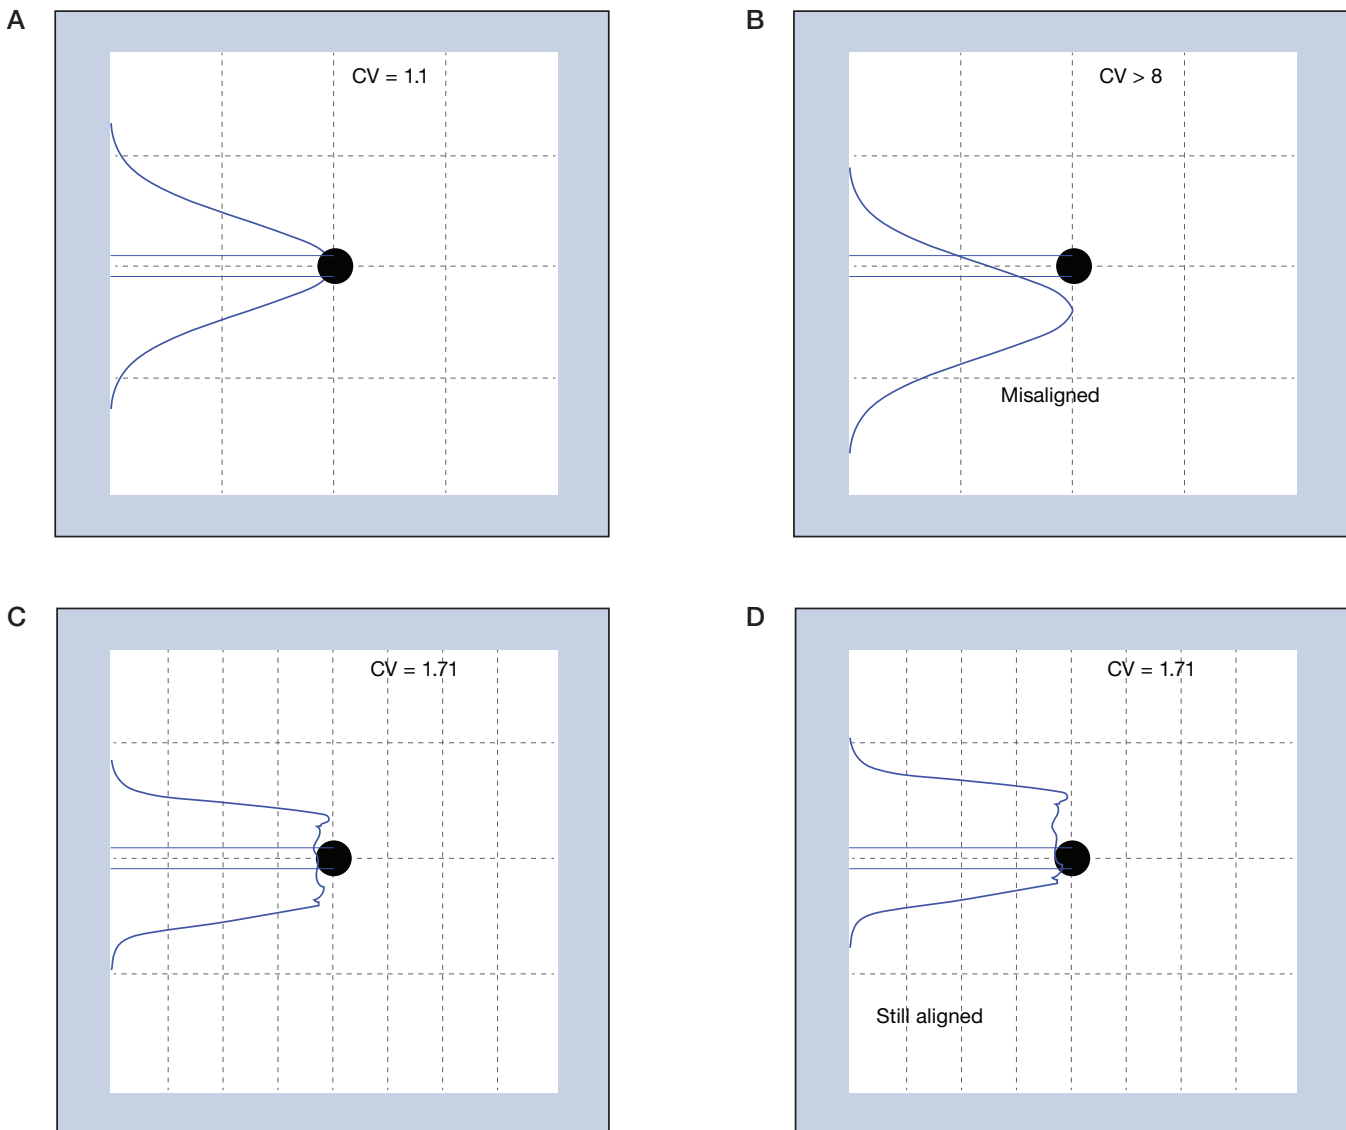 A
CV = 1.1
B
CV > 8
Misaligned
C
CV = 1.71
D
CV = 1.71
Still aligned